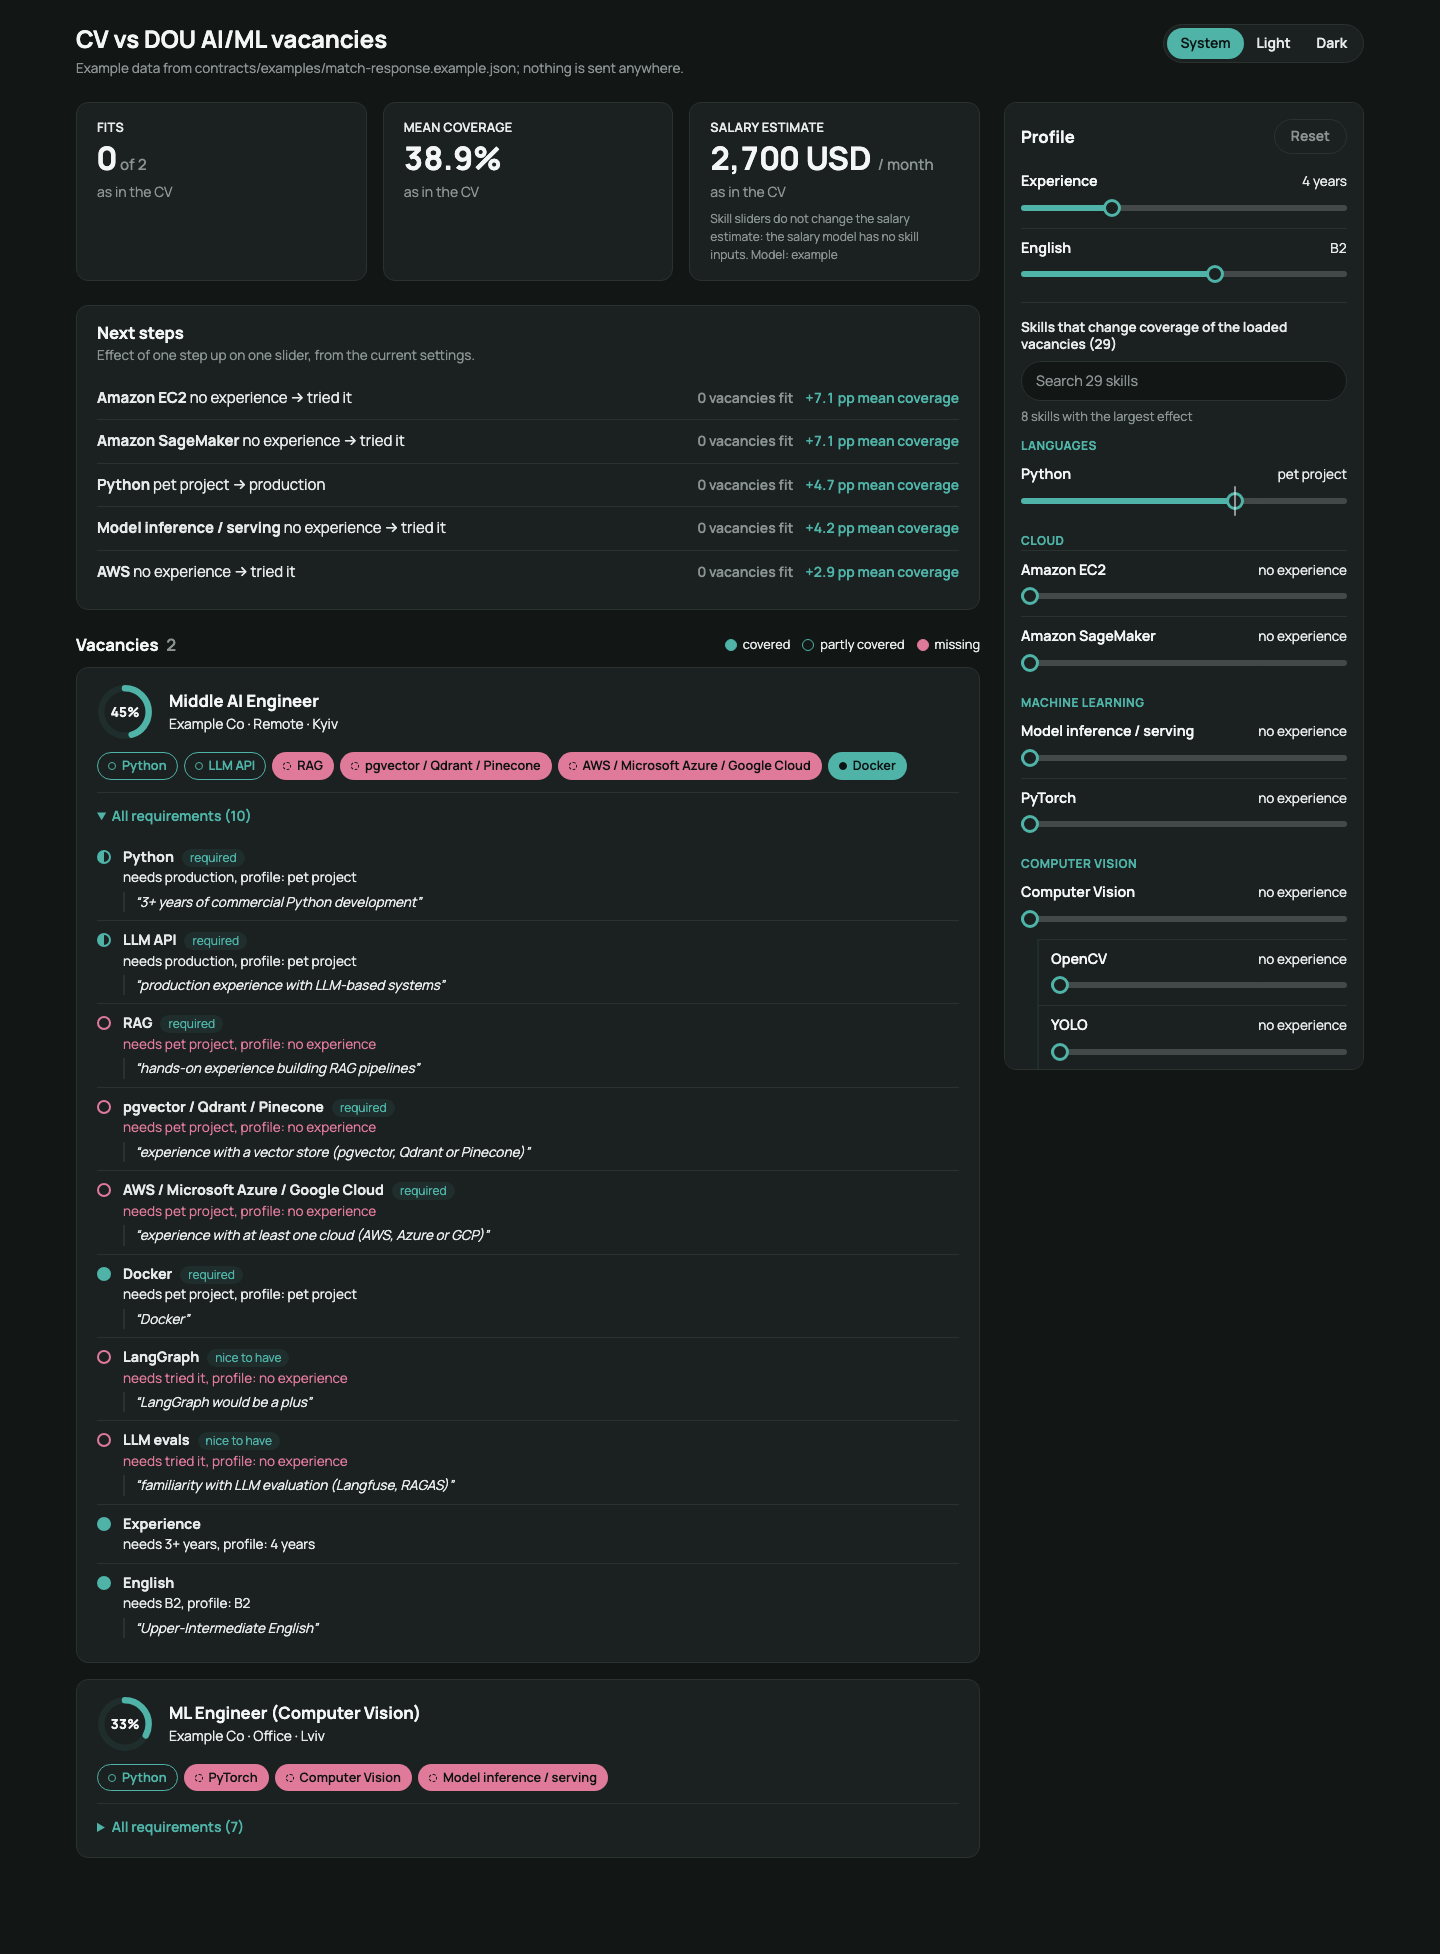 CV vs DOU AI/ML vacancies
Example data from contracts/examples/match-response.example.json; nothing is sent anywhere.
System Light Dark
FITS
0 of 2
as in the CV
MEAN COVERAGE
38.9%
as in the CV
SALARY ESTIMATE
2,700 USD / month
as in the CV
Skill sliders do not change the salary
estimate: the salary model has no skill
inputs. Model: example
Next steps
Effect of one step up on one slider, from the current settings.
Amazon EC2 no experience → tried it 0 vacancies fit +7.1 pp mean coverage
Amazon SageMaker no experience → tried it 0 vacancies fit +7.1 pp mean coverage
Python pet project → production 0 vacancies fit +4.7 pp mean coverage
Model inference / serving no experience → tried it 0 vacancies fit +4.2 pp mean coverage
AWS no experience → tried it 0 vacancies fit +2.9 pp mean coverage
Vacancies 2
covered partly covered missing
45%
Middle AI Engineer
Example Co · Remote · Kyiv
Python LLM API RAG pgvector / Qdrant / Pinecone AWS / Microsoft Azure / Google Cloud Docker
All requirements (10)
Python required
needs production, profile: pet project
"3+ years of commercial Python development"
LLM API required
needs production, profile: pet project
"production experience with LLM-based systems"
RAG required
needs pet project, profile: no experience
"hands-on experience building RAG pipelines"
pgvector / Qdrant / Pinecone required
needs pet project, profile: no experience
"experience with a vector store (pgvector, Qdrant or Pinecone)"
AWS / Microsoft Azure / Google Cloud required
needs pet project, profile: no experience
"experience with at least one cloud (AWS, Azure or GCP)"
Docker required
needs pet project, profile: pet project
"Docker"
LangGraph nice to have
needs tried it, profile: no experience
"LangGraph would be a plus"
LLM evals nice to have
needs tried it, profile: no experience
"familiarity with LLM evaluation (Langfuse, RAGAS)"
Experience
needs 3+ years, profile: 4 years
English
needs B2, profile: B2
"Upper-Intermediate English"
33%
ML Engineer (Computer Vision)
Example Co · Office · Lviv
Python PyTorch Computer Vision Model inference / serving
All requirements (7)
Profile Reset
Experience 4 years
English B2
Skills that change coverage of the loaded
vacancies (29)
Search 29 skills
8 skills with the largest effect
LANGUAGES
Python pet project
CLOUD
Amazon EC2 no experience
Amazon SageMaker no experience
MACHINE LEARNING
Model inference / serving no experience
PyTorch no experience
COMPUTER VISION
Computer Vision no experience
OpenCV no experience
YOLO no experience